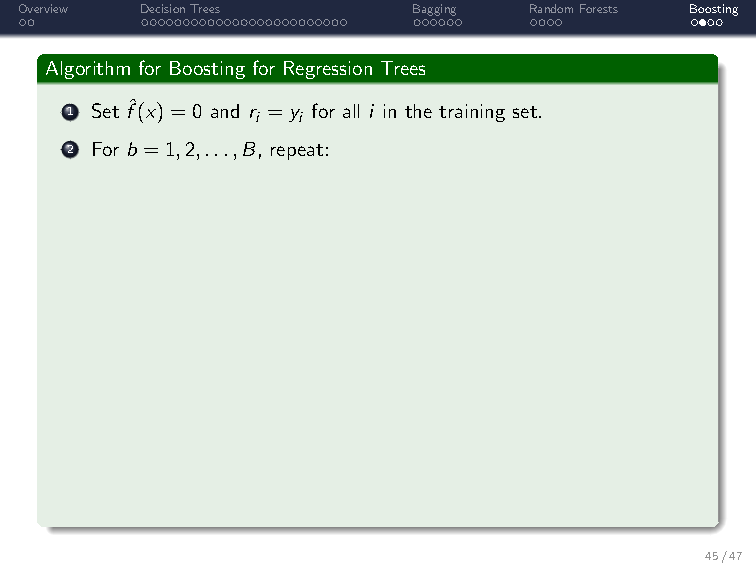 Overview Decision Trees Bagging Random Forests Boosting
Algorithm for Boosting for Regression Trees
1 Set f̂(x) = 0 and rᵢ = yᵢ for all i in the training set.
2 For b = 1, 2, . . . , B, repeat:
45 / 47